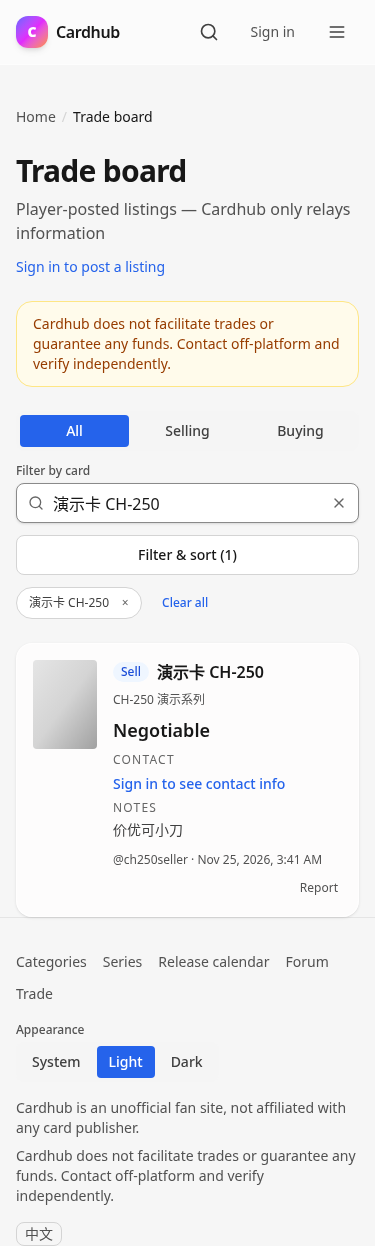 C Cardhub Sign in
Home / Trade board
Trade board
Player-posted listings — Cardhub only relays
information
Sign in to post a listing
Cardhub does not facilitate trades or
guarantee any funds. Contact off-platform and
verify independently.
All Selling Buying
Filter by card
演示卡 CH-250 ×
Filter & sort (1)
演示卡 CH-250 × Clear all
Sell 演示卡 CH-250
CH-250 演示系列
Negotiable
CONTACT
Sign in to see contact info
NOTES
价优可小刀
@ch250seller · Nov 25, 2026, 3:41 AM
Report
Categories Series Release calendar Forum
Trade
Appearance
System Light Dark
Cardhub is an unofficial fan site, not affiliated with
any card publisher.
Cardhub does not facilitate trades or guarantee any
funds. Contact off-platform and verify
independently.
中文